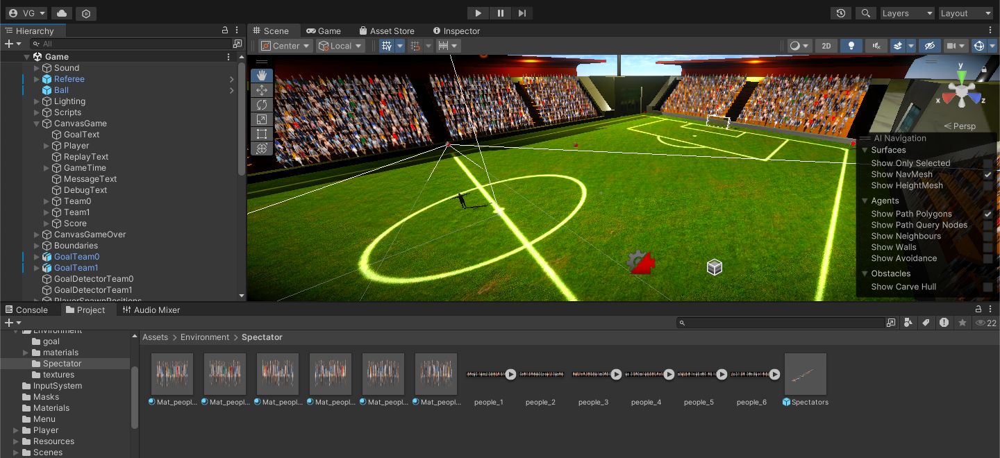 VG
Layers
Layout
Hierarchy
All
Game
Sound
Referee
Ball
Lighting
Scripts
CanvasGame
GoalText
Player
ReplayText
GameTime
MessageText
DebugText
Team0
Team1
Score
CanvasGameOver
Boundaries
GoalTeam0
GoalTeam1
GoalDetectorTeam0
GoalDetectorTeam1
PlayerSpawnPositions
Scene
Game
Asset Store
Inspector
Center
Local
2D
y
x
z
Persp
AI Navigation
Surfaces
Show Only Selected
Show NavMesh
Show HeightMesh
Agents
Show Path Polygons
Show Path Query Nodes
Show Neighbours
Show Walls
Show Avoidance
Obstacles
Show Carve Hull
Console
Project
Audio Mixer
22
Environment
goal
materials
Spectator
textures
InputSystem
Masks
Materials
Menu
Player
Resources
Scenes
Assets > Environment > Spectator
Mat_peopl...
Mat_peopl...
Mat_peopl...
Mat_peopl...
Mat_peopl...
Mat_peopl...
people_1
people_2
people_3
people_4
people_5
people_6
Spectators